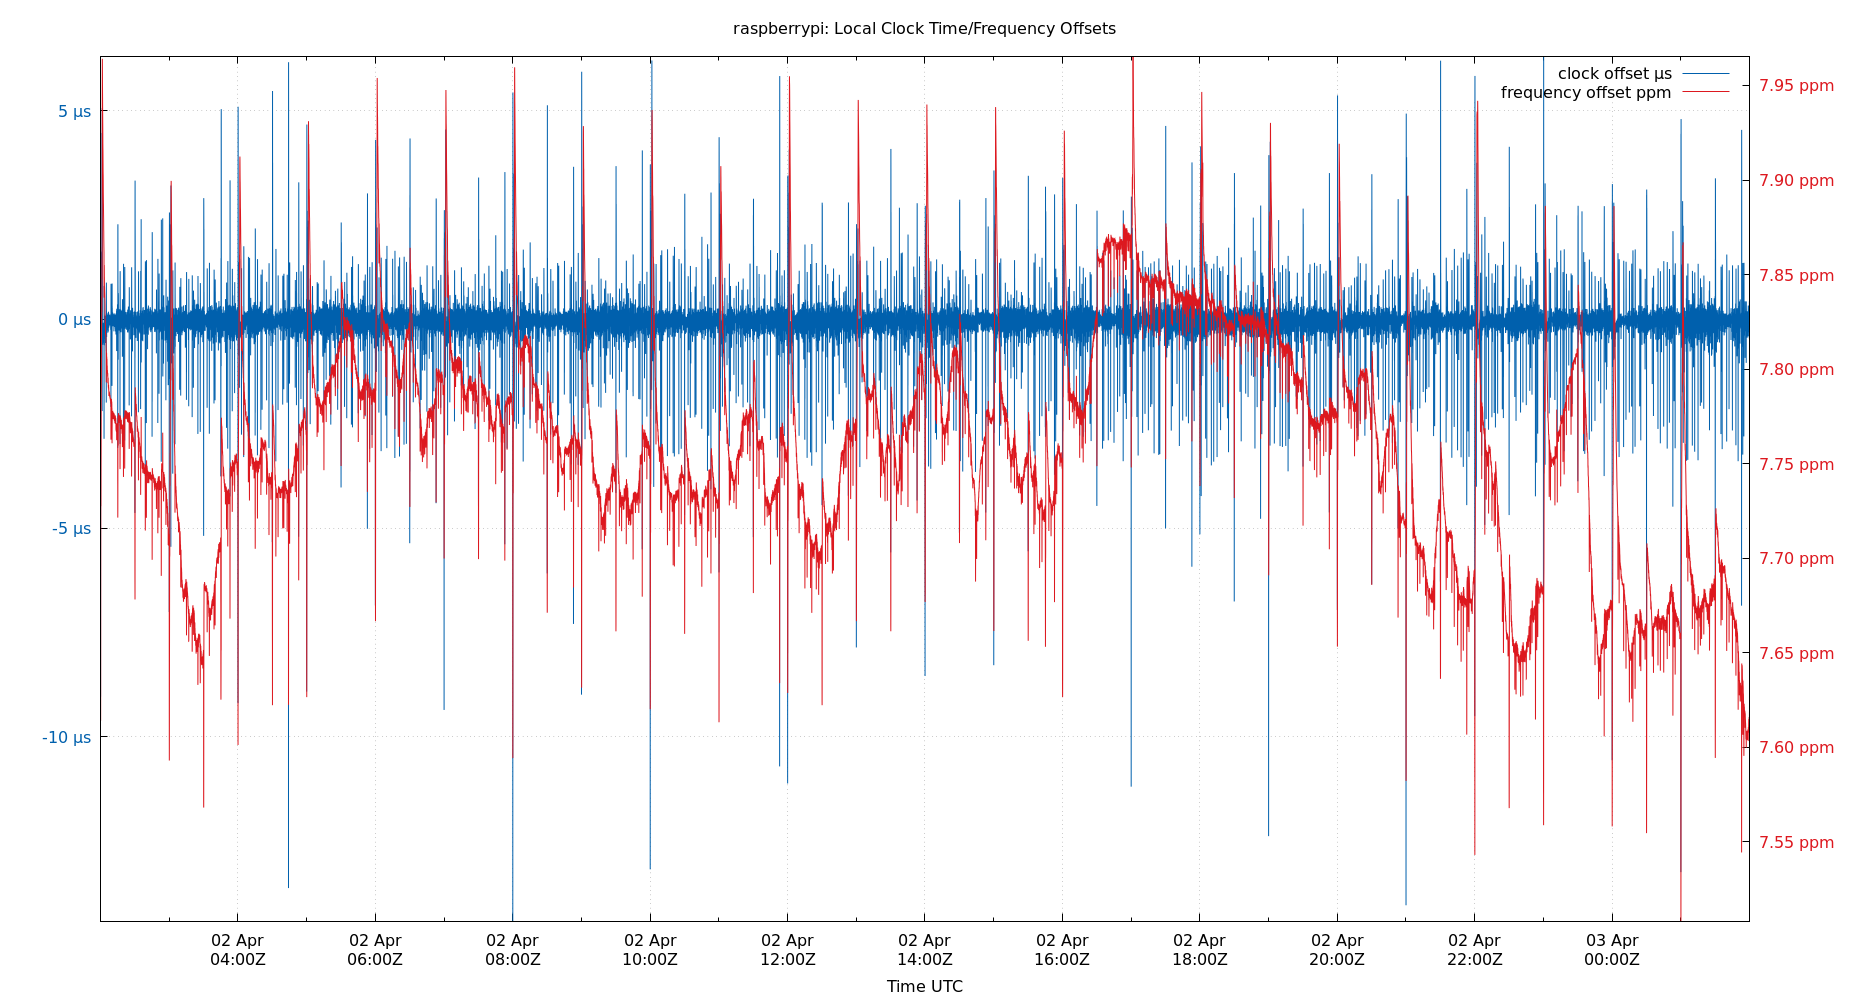 raspberrypi: Local Clock Time/Frequency Offsets
clock offset µs
frequency offset ppm
5 µs
0 µs
-5 µs
-10 µs
7.95 ppm
7.90 ppm
7.85 ppm
7.80 ppm
7.75 ppm
7.70 ppm
7.65 ppm
7.60 ppm
7.55 ppm
02 Apr 02 Apr 02 Apr 02 Apr 02 Apr 02 Apr 02 Apr 02 Apr 02 Apr 02 Apr 03 Apr
04:00Z 06:00Z 08:00Z 10:00Z 12:00Z 14:00Z 16:00Z 18:00Z 20:00Z 22:00Z 00:00Z
Time UTC